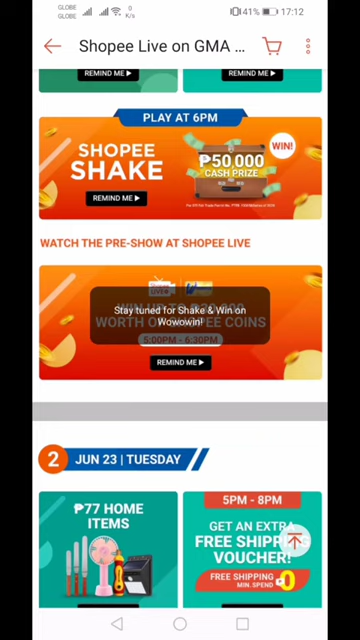 GLOBE
GLOBE
0
K/s
41%
17:12
Shopee Live on GMA ...
REMIND ME
REMIND ME
PLAY AT 6PM
SHOPEE
SHAKE
REMIND ME
WIN!
₱50,000
CASH PRIZE
WATCH THE PRE-SHOW AT SHOPEE LIVE
LIVE
Stay tuned for Shake & Win on
Wowowin!
WORTH OF SHOPEE COINS
5:00PM - 6:30PM
REMIND ME
2
JUN 23 | TUESDAY
₱77 HOME
ITEMS
5PM - 8PM
GET AN EXTRA
FREE SHIPPING
VOUCHER!
FREE SHIPPING
MIN. SPEND
₱0